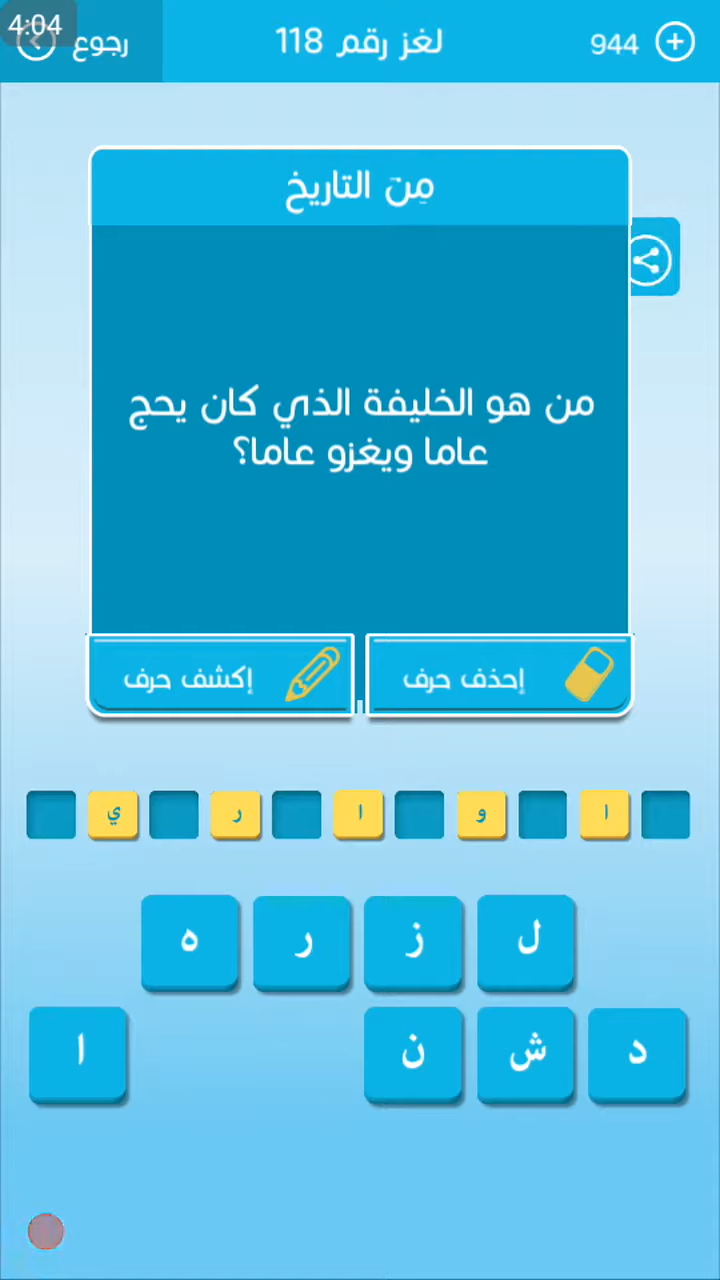 4:04
رجوع
لغز رقم 118
944
مِنَ التاريخ
من هو الخليفة الذي كان يحج
عاما ويغزو عاما؟
إحذف حرف
إكشف حرف
ا و ا ر ي
ل ز ر ه
د ش ن ا